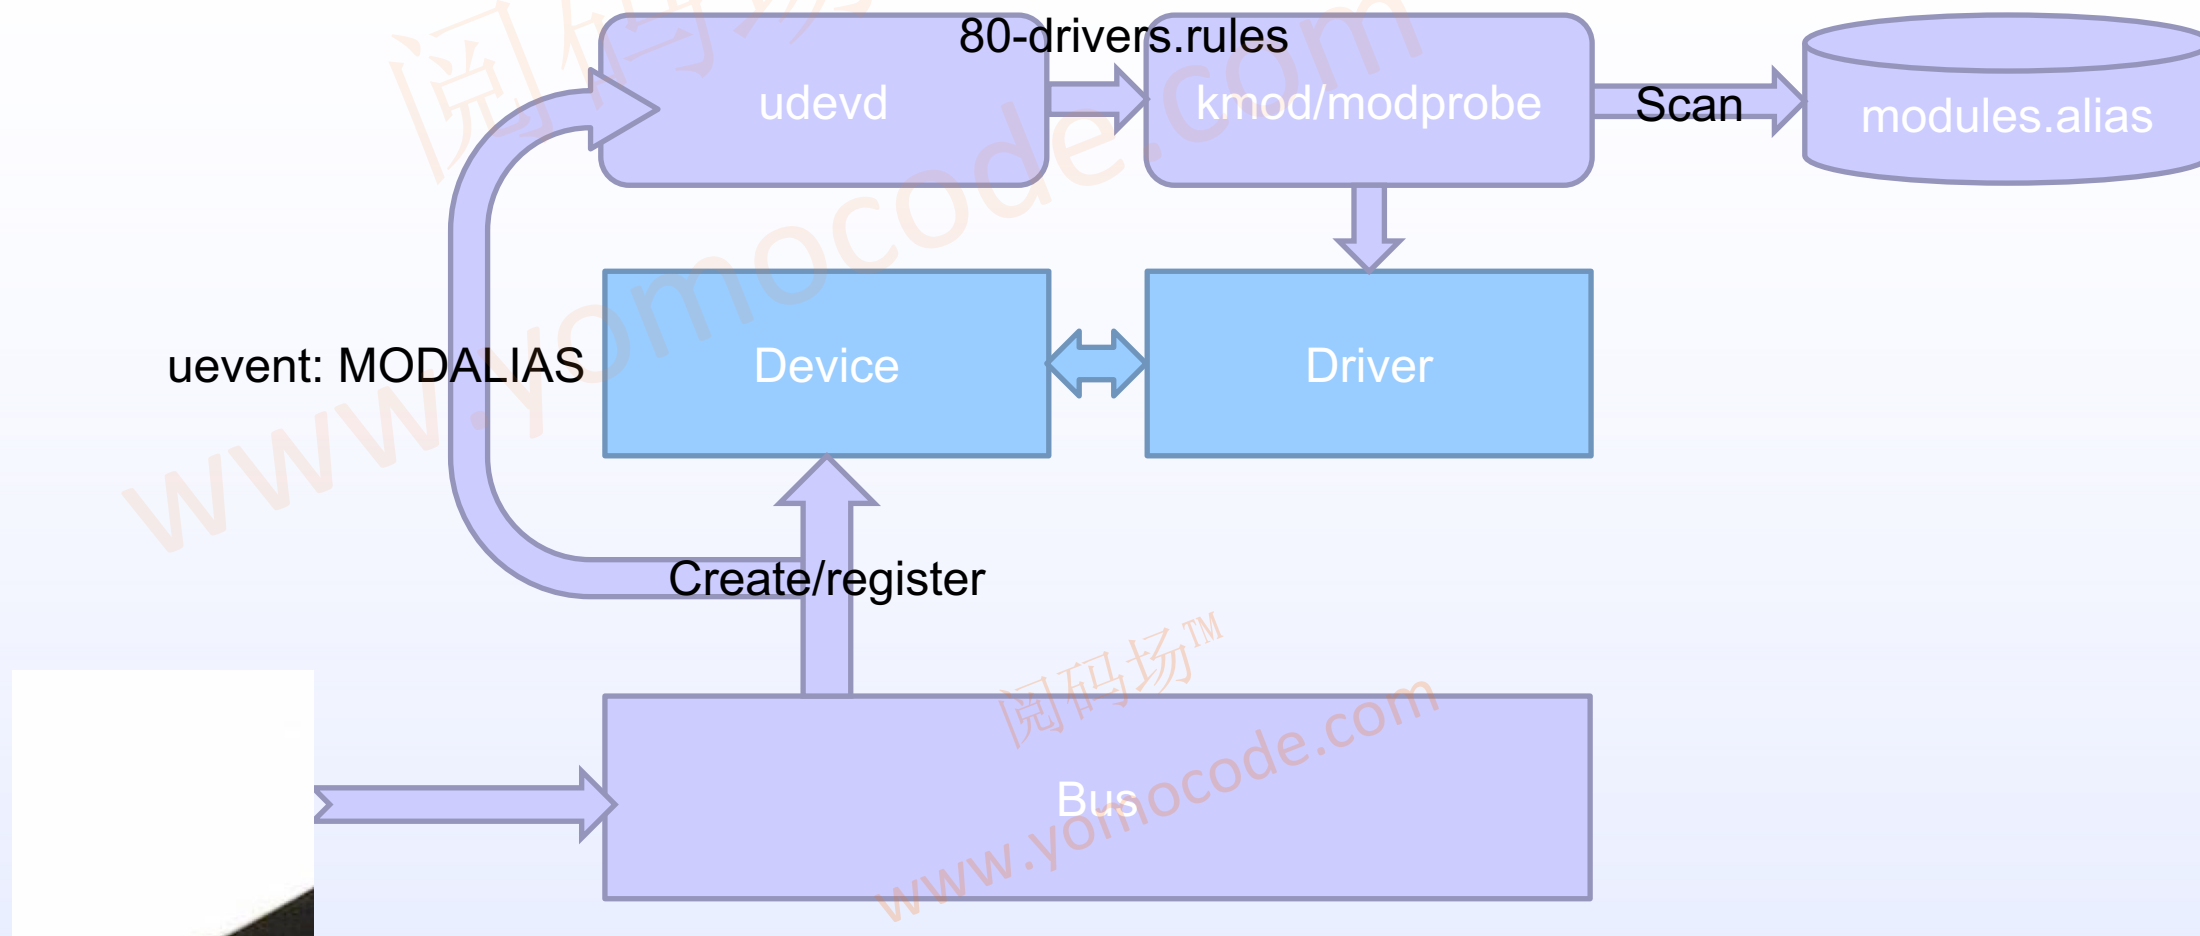 80-drivers.rules
udevd
kmod/modprobe
Scan
modules.alias
uevent: MODALIAS
Device
Driver
Create/register
Bus
阅码场
www.yomocode.com
阅码场™
www.yomocode.com